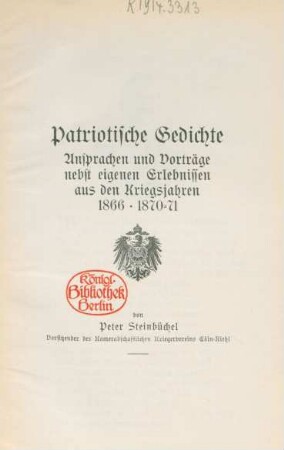 K 1914.3313
Patriotische Gedichte
Ansprachen und Vorträge
nebst eigenen Erlebnissen
aus den Kriegsjahren
1866 - 1870-71
Königl.
Bibliothek
Berlin
von
Peter Steinbüchel
Vorsitzender des Kameradschaftlichen Kriegervereins Cöln-Riehl